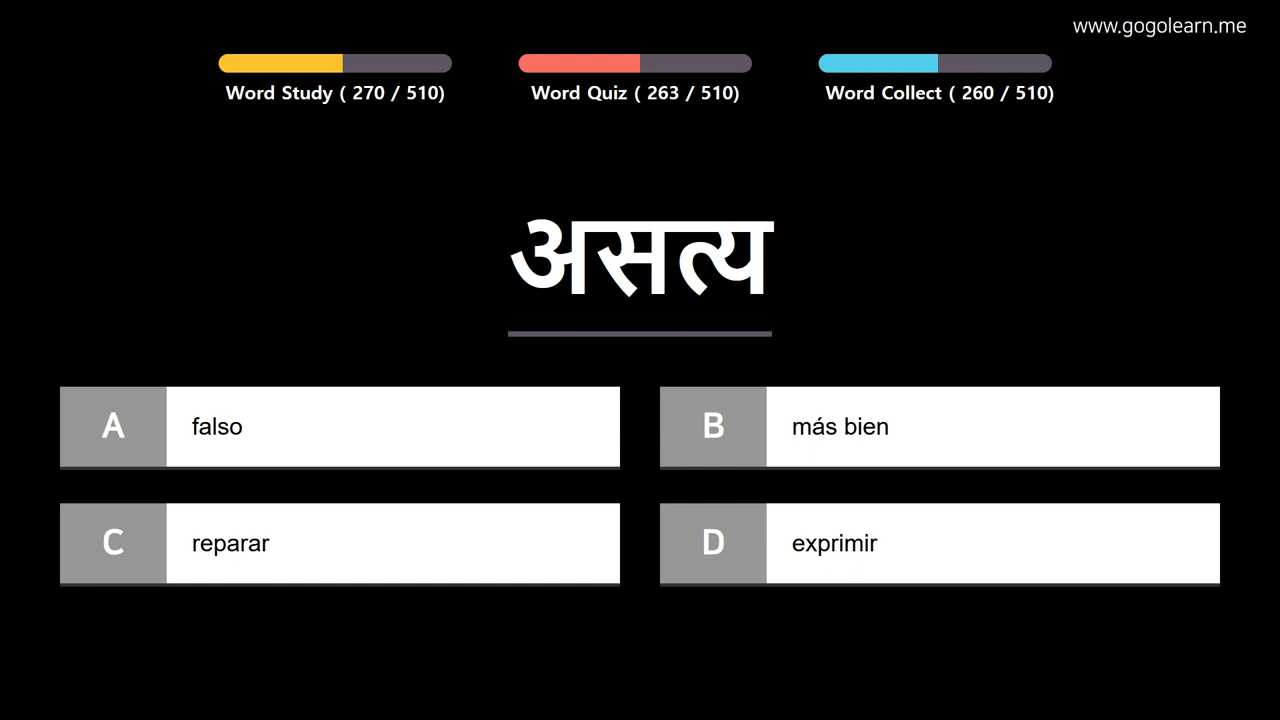 www.gogolearn.me
Word Study ( 270 / 510)
Word Quiz ( 263 / 510)
Word Collect ( 260 / 510)
असत्य
A falso
B más bien
C reparar
D exprimir